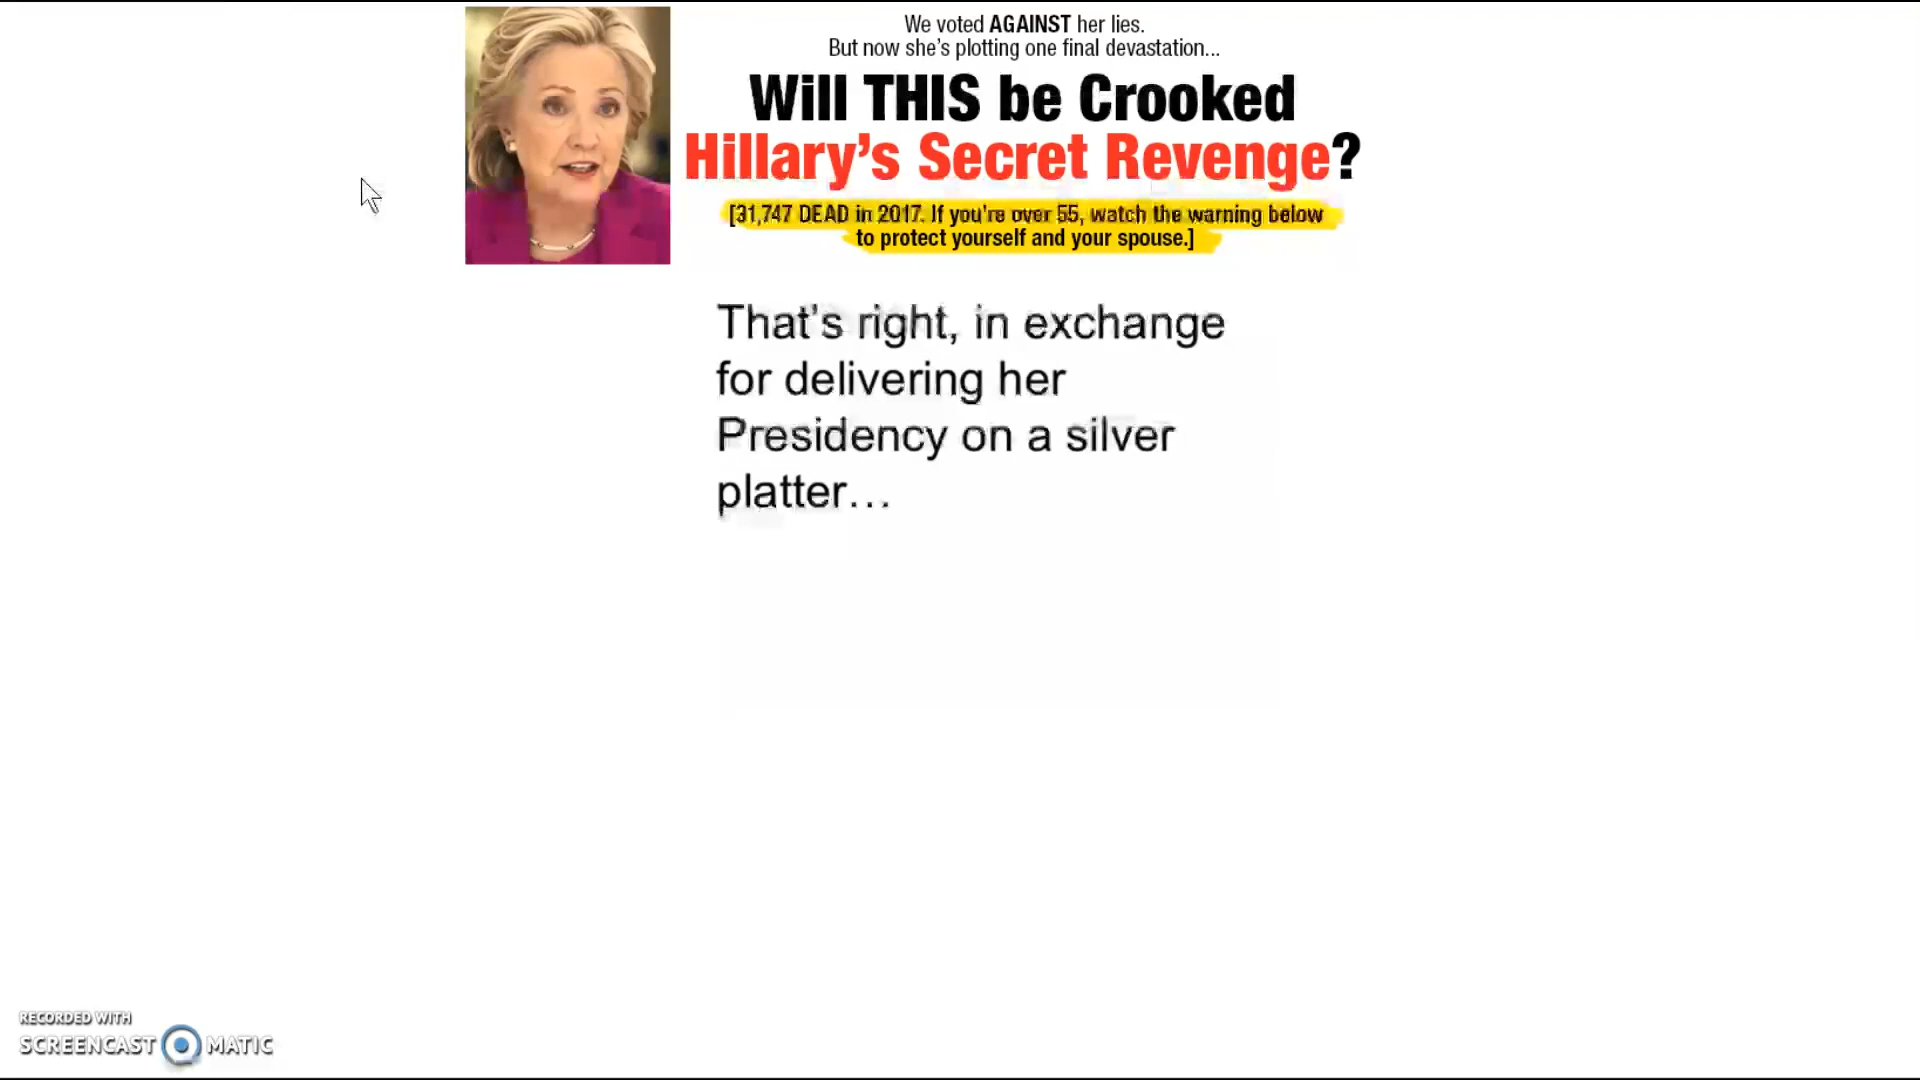 We voted AGAINST her lies.
But now she's plotting one final devastation...
Will THIS be Crooked
Hillary's Secret Revenge?
[31,747 DEAD in 2017. If you're over 55, watch the warning below
to protect yourself and your spouse.]
That's right, in exchange
for delivering her
Presidency on a silver
platter…
RECORDED WITH
SCREENCAST MATIC